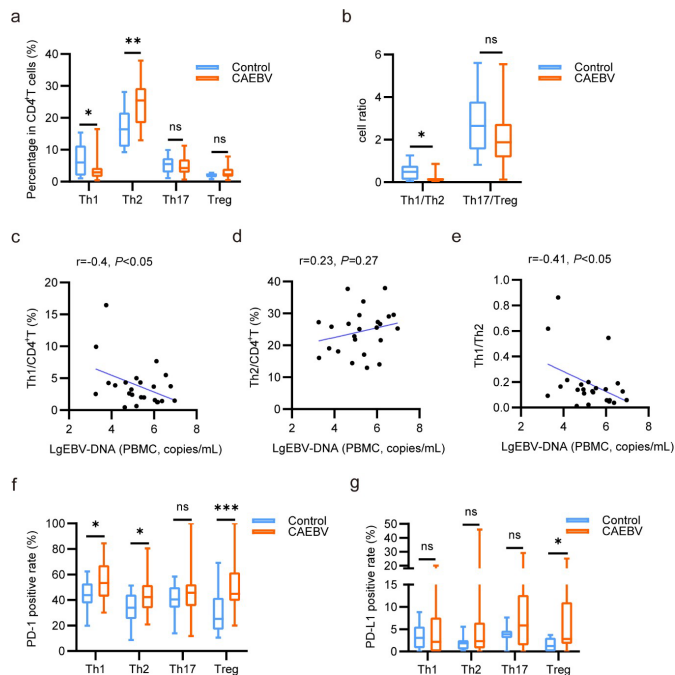 a
Percentage in CD4+T cells (%)
40
30
20
10
0
*
**
ns
ns
Control
CAEBV
Th1 Th2 Th17 Treg
b
cell ratio
6
4
2
0
*
ns
Control
CAEBV
Th1/Th2 Th17/Treg
c
r=-0.4, P<0.05
Th1/CD4+T (%)
20
15
10
5
0
2 4 6 8
LgEBV-DNA (PBMC, copies/mL)
d
r=0.23, P=0.27
Th2/CD4+T (%)
40
30
20
10
0
2 4 6 8
LgEBV-DNA (PBMC, copies/mL)
e
r=-0.41, P<0.05
Th1/Th2
1.0
0.8
0.6
0.4
0.2
0.0
2 4 6 8
LgEBV-DNA (PBMC, copies/mL)
f
PD-1 positive rate (%)
100
80
60
40
20
0
*
*
ns
***
Control
CAEBV
Th1 Th2 Th17 Treg
g
PD-L1 positive rate (%)
50
40
30
20
15
10
5
0
ns
ns
ns
*
Control
CAEBV
Th1 Th2 Th17 Treg